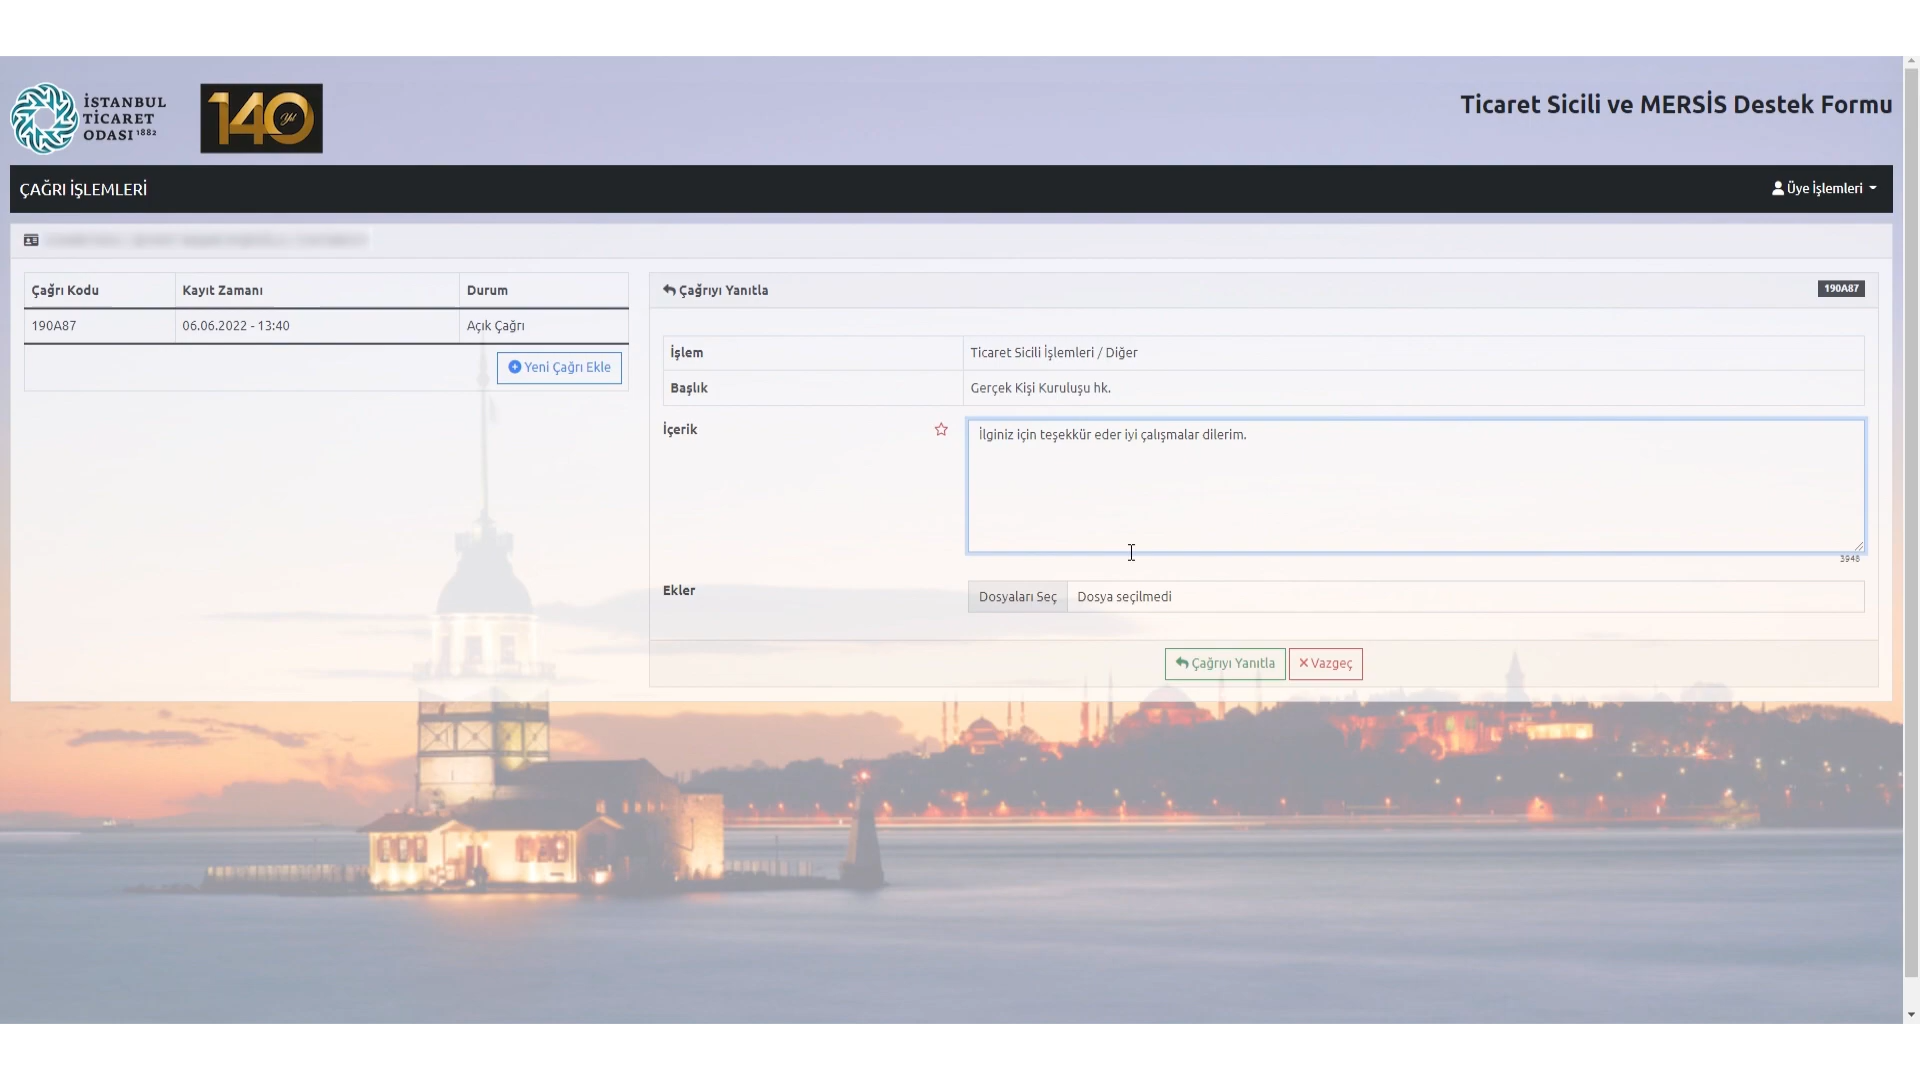 İSTANBUL
TİCARET
ODASI 1882
140
Yıl
Ticaret Sicili ve MERSİS Destek Formu
ÇAĞRI İŞLEMLERİ
Üye İşlemleri
Çağrı Kodu Kayıt Zamanı Durum
190A87 06.06.2022 - 13:40 Açık Çağrı
Yeni Çağrı Ekle
Çağrıyı Yanıtla 190A87
İşlem Ticaret Sicili İşlemleri / Diğer
Başlık Gerçek Kişi Kuruluşu hk.
İçerik İlginiz için teşekkür eder iyi çalışmalar dilerim.
3948
Ekler Dosyaları Seç Dosya seçilmedi
Çağrıyı Yanıtla Vazgeç